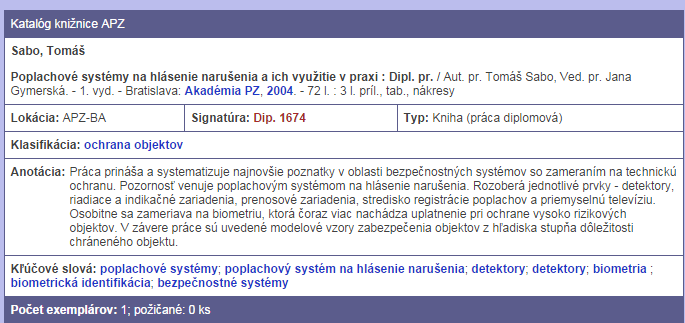 Katalóg knižnice APZ
Sabo, Tomáš
Poplachové systémy na hlásenie narušenia a ich využitie v praxi : Dipl. pr. / Aut. pr. Tomáš Sabo, Ved. pr. Jana
Gymerská. - 1. vyd. - Bratislava: Akadémia PZ, 2004. - 72 l. : 3 l. príl., tab., nákresy
Lokácia: APZ-BA Signatúra: Dip. 1674 Typ: Kniha (práca diplomová)
Klasifikácia: ochrana objektov
Anotácia: Práca prináša a systematizuje najnovšie poznatky v oblasti bezpečnostných systémov so zameraním na technickú
ochranu. Pozornosť venuje poplachovým systémom na hlásenie narušenia. Rozoberá jednotlivé prvky - detektory,
riadiace a indikačné zariadenia, prenosové zariadenia, stredisko registrácie poplachov a priemyselnú televíziu.
Osobitne sa zameriava na biometriu, ktorá čoraz viac nachádza uplatnenie pri ochrane vysoko rizikových
objektov. V závere práce sú uvedené modelové vzory zabezpečenia objektov z hľadiska stupňa dôležitosti
chráneného objektu.
Kľúčové slová: poplachové systémy; poplachový systém na hlásenie narušenia; detektory; detektory; biometria ;
biometrická identifikácia; bezpečnostné systémy
Počet exemplárov: 1; požičané: 0 ks